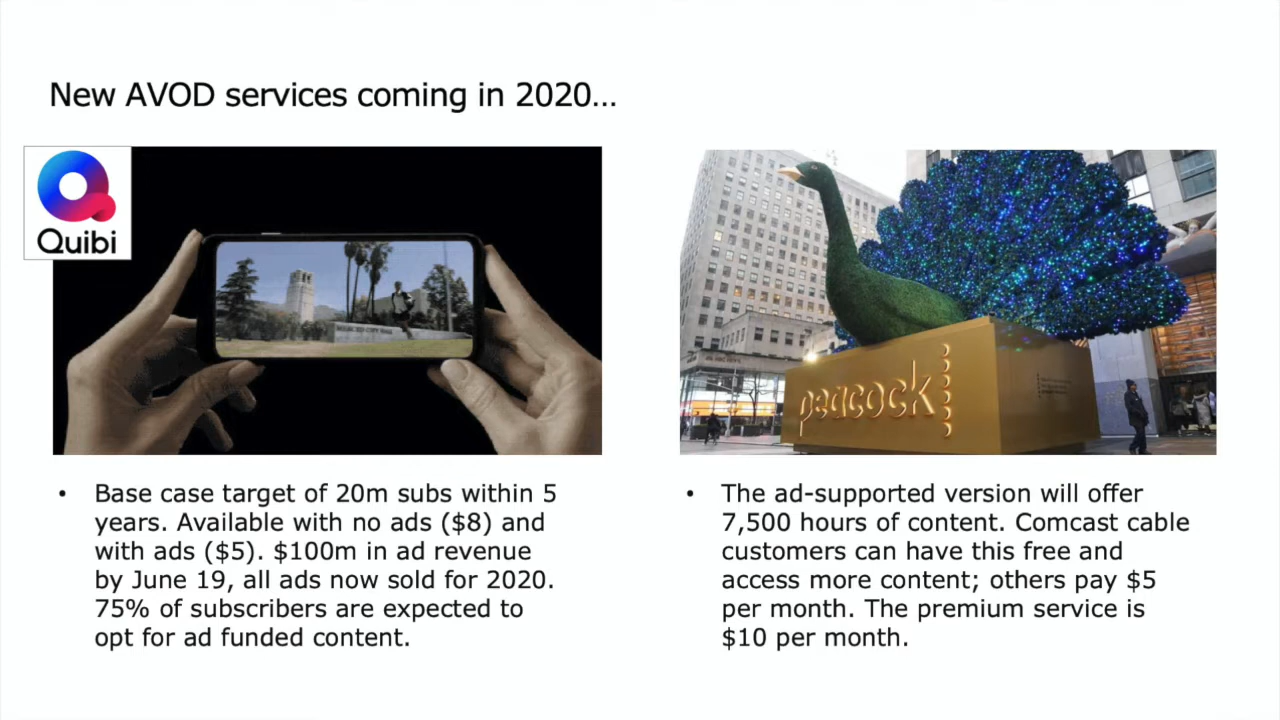 New AVOD services coming in 2020...
Quibi
peacock
• Base case target of 20m subs within 5
years. Available with no ads ($8) and
with ads ($5). $100m in ad revenue
by June 19, all ads now sold for 2020.
75% of subscribers are expected to
opt for ad funded content.
• The ad-supported version will offer
7,500 hours of content. Comcast cable
customers can have this free and
access more content; others pay $5
per month. The premium service is
$10 per month.